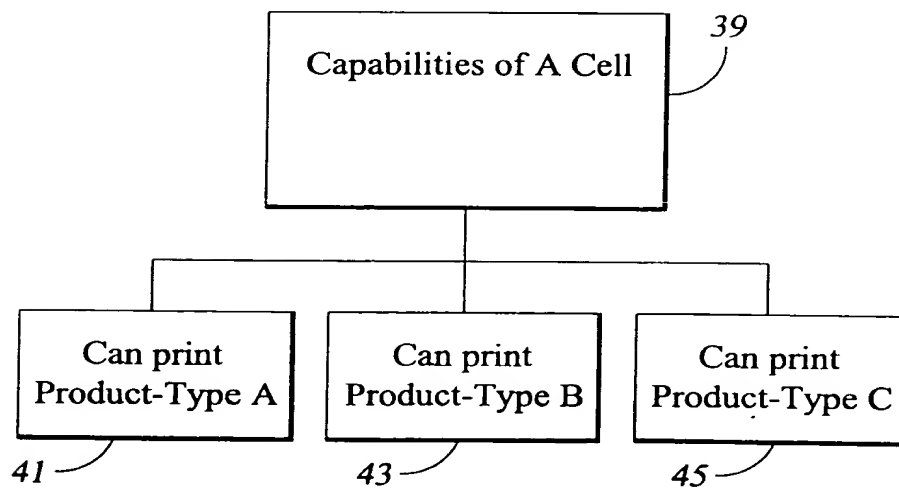 39
Capabilities of A Cell
Can print
Product-Type A
Can print
Product-Type B
Can print
Product-Type C
41
43
45